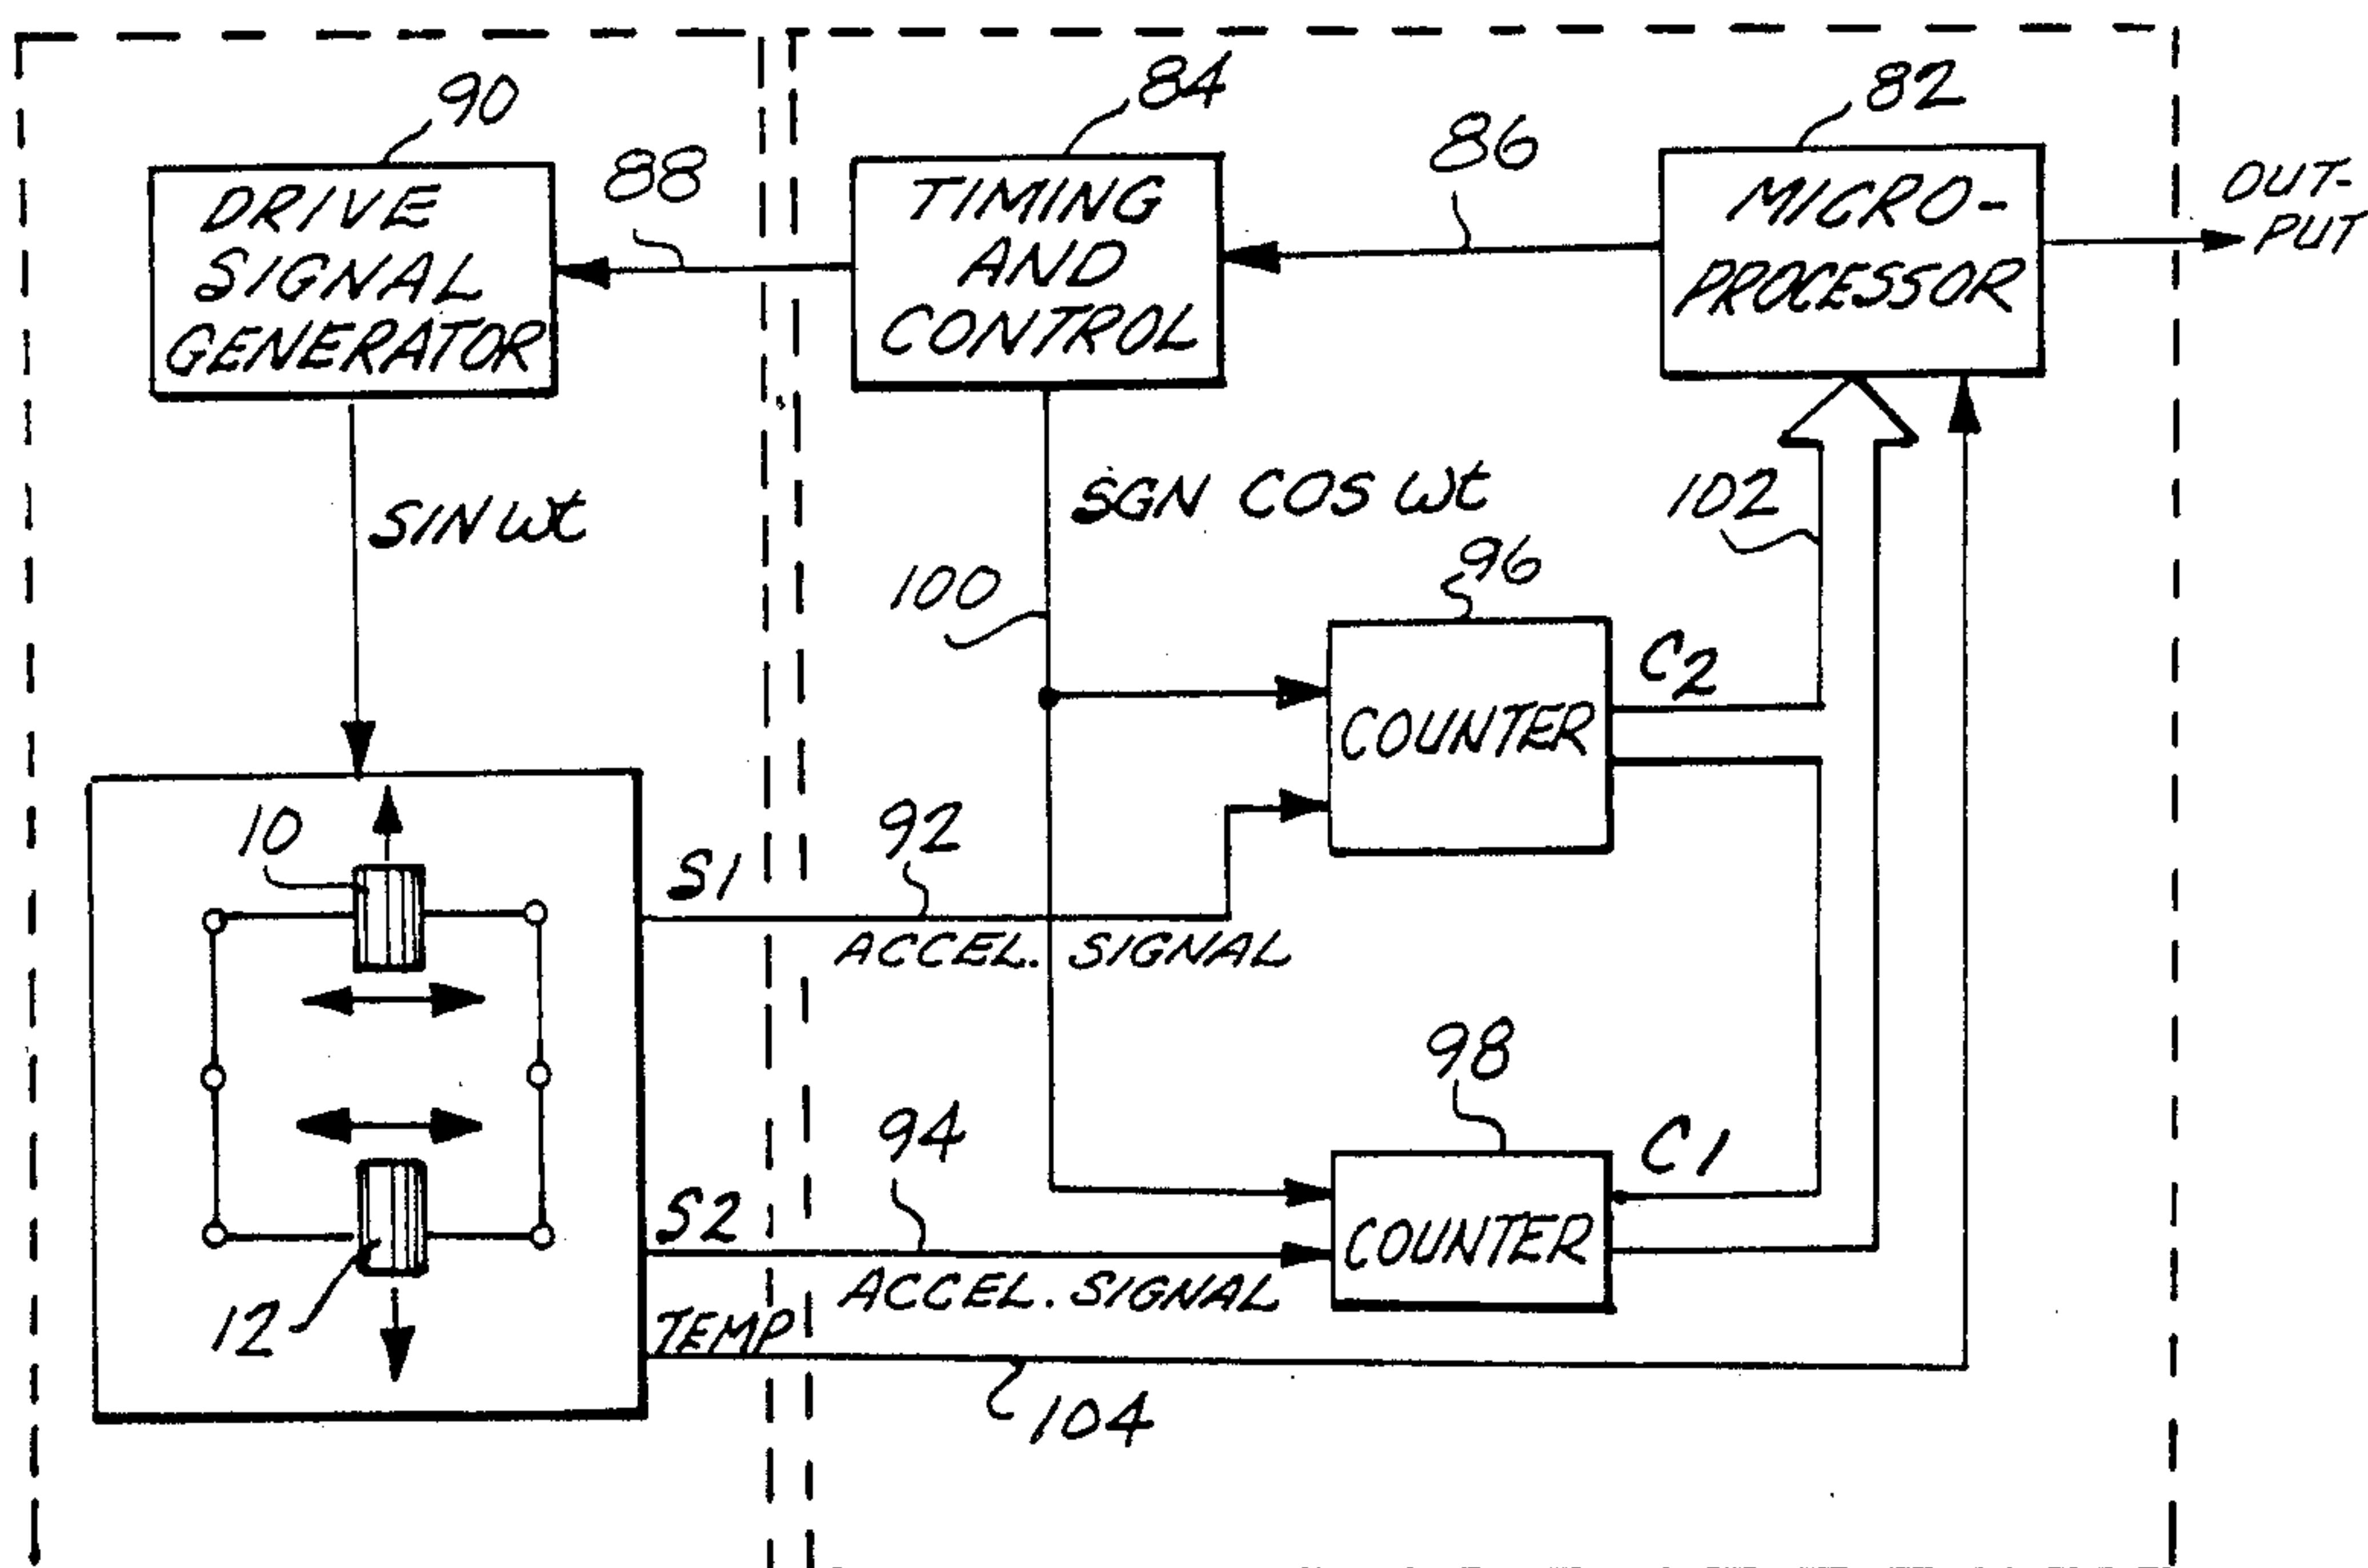 90
84
82
88
86
DRIVE
SIGNAL
GENERATOR
TIMING
AND
CONTROL
MICRO-
PROCESSOR
OUT-
PUT
SIN ωt
SGN COS ωt
102
100
96
C2
COUNTER
10
S1
92
ACCEL. SIGNAL
98
94
C1
S2
COUNTER
ACCEL. SIGNAL
12
TEMP
104